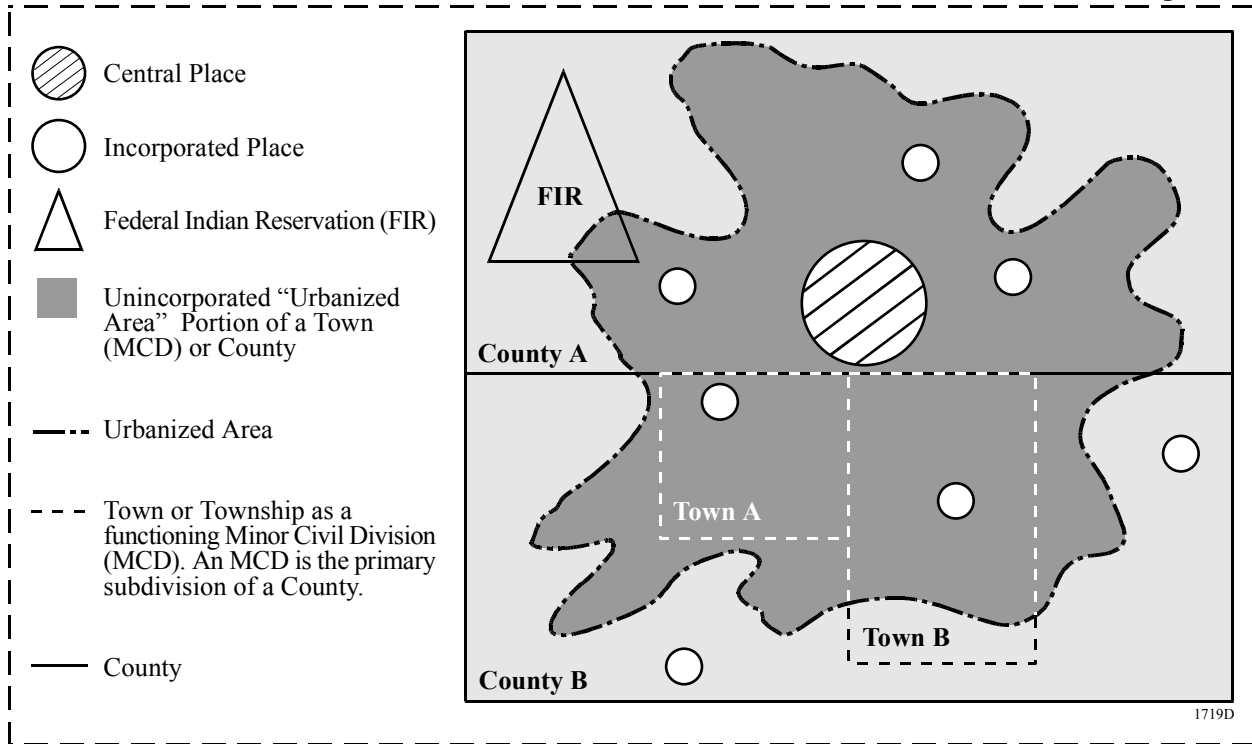 Central Place
Incorporated Place
Federal Indian Reservation (FIR)
Unincorporated “Urbanized
Area” Portion of a Town
(MCD) or County
Urbanized Area
Town or Township as a
functioning Minor Civil Division
(MCD). An MCD is the primary
subdivision of a County.
County
FIR
County A
Town A
Town B
County B
1719D